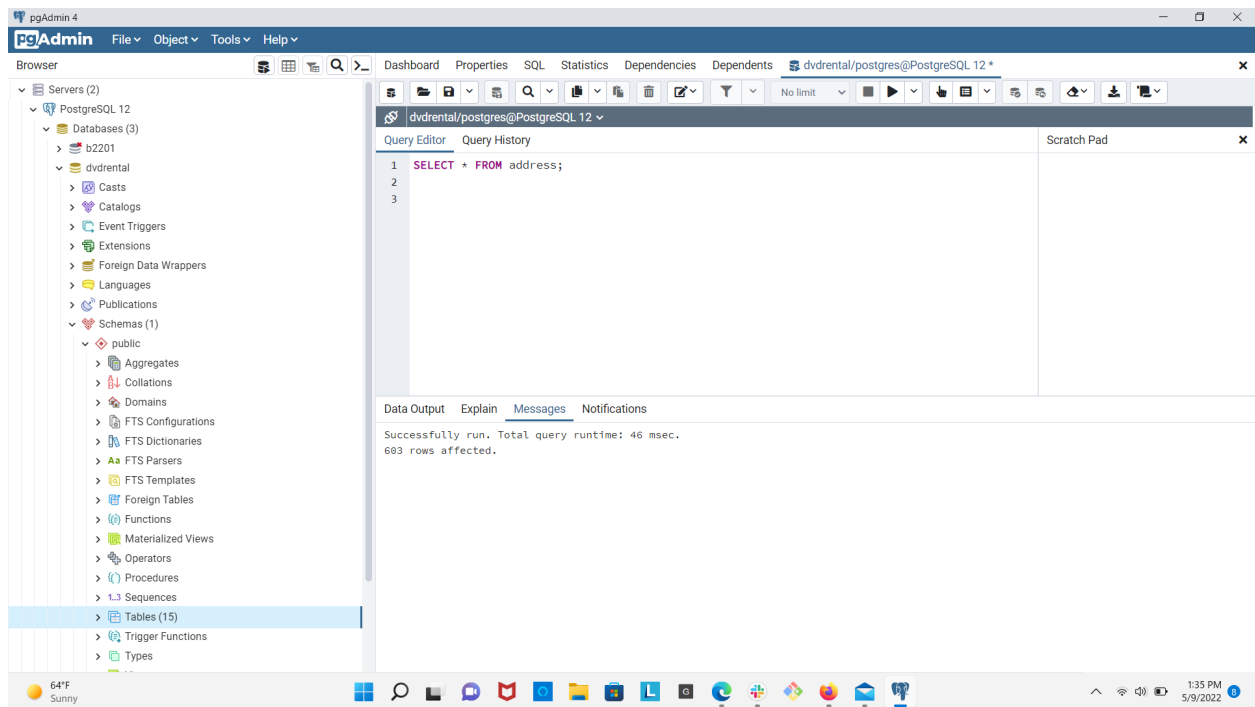 pgAdmin 4
pgAdmin File Object Tools Help
Browser
Dashboard Properties SQL Statistics Dependencies Dependents dvdrental/postgres@PostgreSQL 12 *
No limit
dvdrental/postgres@PostgreSQL 12
Query Editor Query History
Scratch Pad
1 SELECT * FROM address;
2
3
Servers (2)
PostgreSQL 12
Databases (3)
b2201
dvdrental
Casts
Catalogs
Event Triggers
Extensions
Foreign Data Wrappers
Languages
Publications
Schemas (1)
public
Aggregates
Collations
Domains
FTS Configurations
FTS Dictionaries
Aa FTS Parsers
FTS Templates
Foreign Tables
Functions
Materialized Views
Operators
Procedures
1..3 Sequences
Tables (15)
Trigger Functions
Types
Data Output Explain Messages Notifications
Successfully run. Total query runtime: 46 msec.
603 rows affected.
64°F
Sunny
L
G
1:35 PM
5/9/2022
8